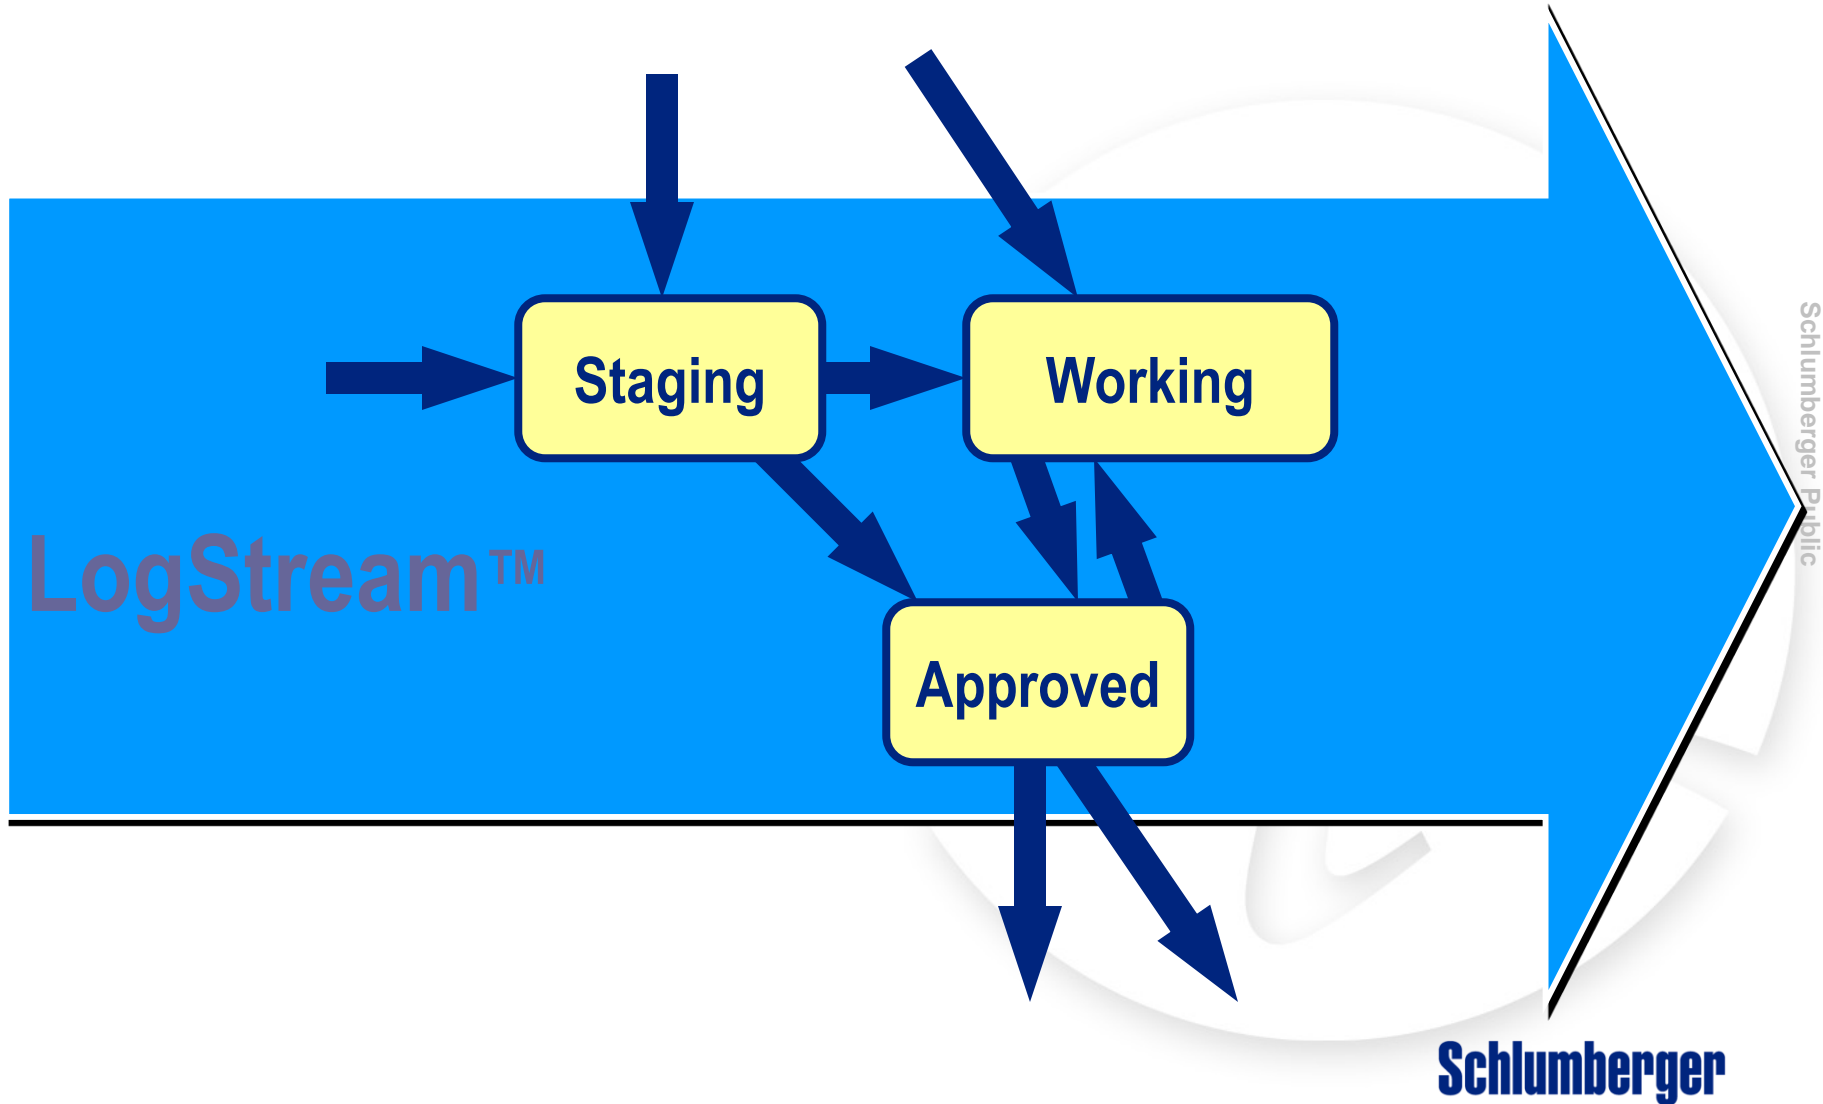 Staging
Working
LogStream™
Approved
Schlumberger Public
Schlumberger